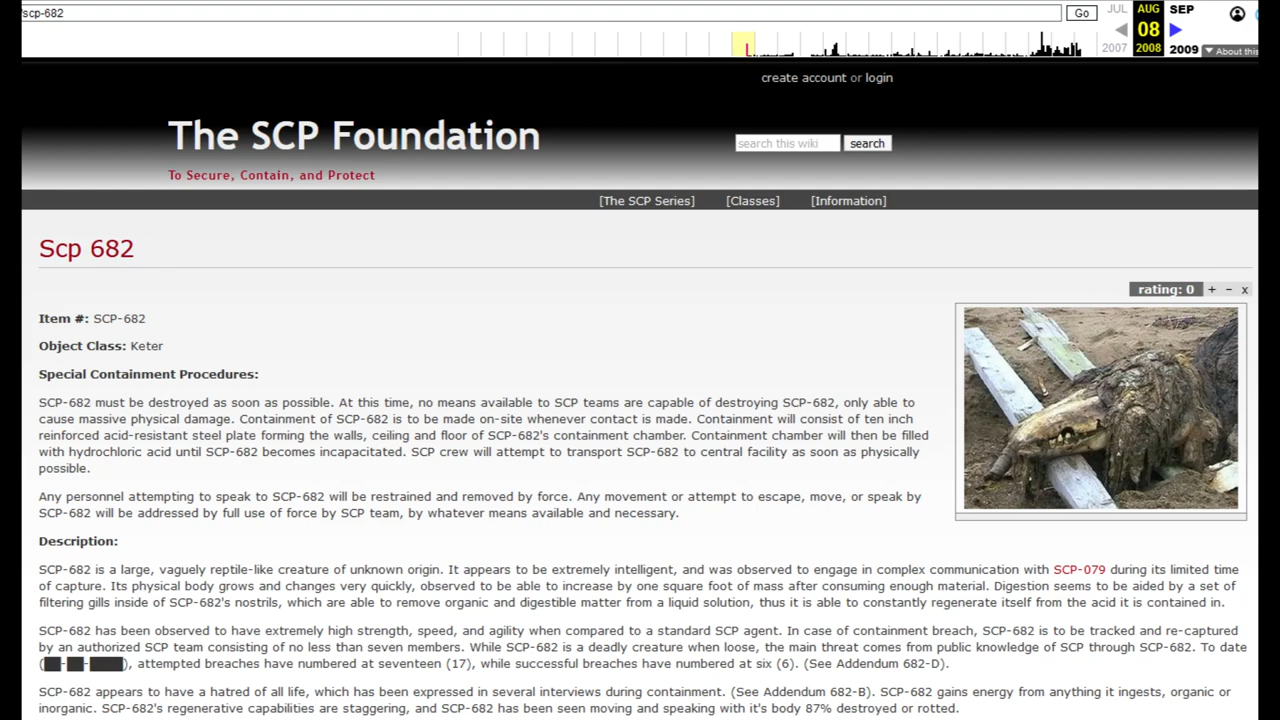 /scp-682
Go
JUL AUG SEP
08
2007 2008 2009
About this
create account or login
The SCP Foundation
search this wiki search
To Secure, Contain, and Protect
[The SCP Series] [Classes] [Information]
Scp 682
rating: 0 + − x
Item #: SCP-682
Object Class: Keter
Special Containment Procedures:
SCP-682 must be destroyed as soon as possible. At this time, no means available to SCP teams are capable of destroying SCP-682, only able to
cause massive physical damage. Containment of SCP-682 is to be made on-site whenever contact is made. Containment will consist of ten inch
reinforced acid-resistant steel plate forming the walls, ceiling and floor of SCP-682's containment chamber. Containment chamber will then be filled
with hydrochloric acid until SCP-682 becomes incapacitated. SCP crew will attempt to transport SCP-682 to central facility as soon as physically
possible.
Any personnel attempting to speak to SCP-682 will be restrained and removed by force. Any movement or attempt to escape, move, or speak by
SCP-682 will be addressed by full use of force by SCP team, by whatever means available and necessary.
Description:
SCP-682 is a large, vaguely reptile-like creature of unknown origin. It appears to be extremely intelligent, and was observed to engage in complex communication with SCP-079 during its limited time
of capture. Its physical body grows and changes very quickly, observed to be able to increase by one square foot of mass after consuming enough material. Digestion seems to be aided by a set of
filtering gills inside of SCP-682's nostrils, which are able to remove organic and digestible matter from a liquid solution, thus it is able to constantly regenerate itself from the acid it is contained in.
SCP-682 has been observed to have extremely high strength, speed, and agility when compared to a standard SCP agent. In case of containment breach, SCP-682 is to be tracked and re-captured
by an authorized SCP team consisting of no less than seven members. While SCP-682 is a deadly creature when loose, the main threat comes from public knowledge of SCP through SCP-682. To date
(██-██-████), attempted breaches have numbered at seventeen (17), while successful breaches have numbered at six (6). (See Addendum 682-D).
SCP-682 appears to have a hatred of all life, which has been expressed in several interviews during containment. (See Addendum 682-B). SCP-682 gains energy from anything it ingests, organic or
inorganic. SCP-682's regenerative capabilities are staggering, and SCP-682 has been seen moving and speaking with it's body 87% destroyed or rotted.